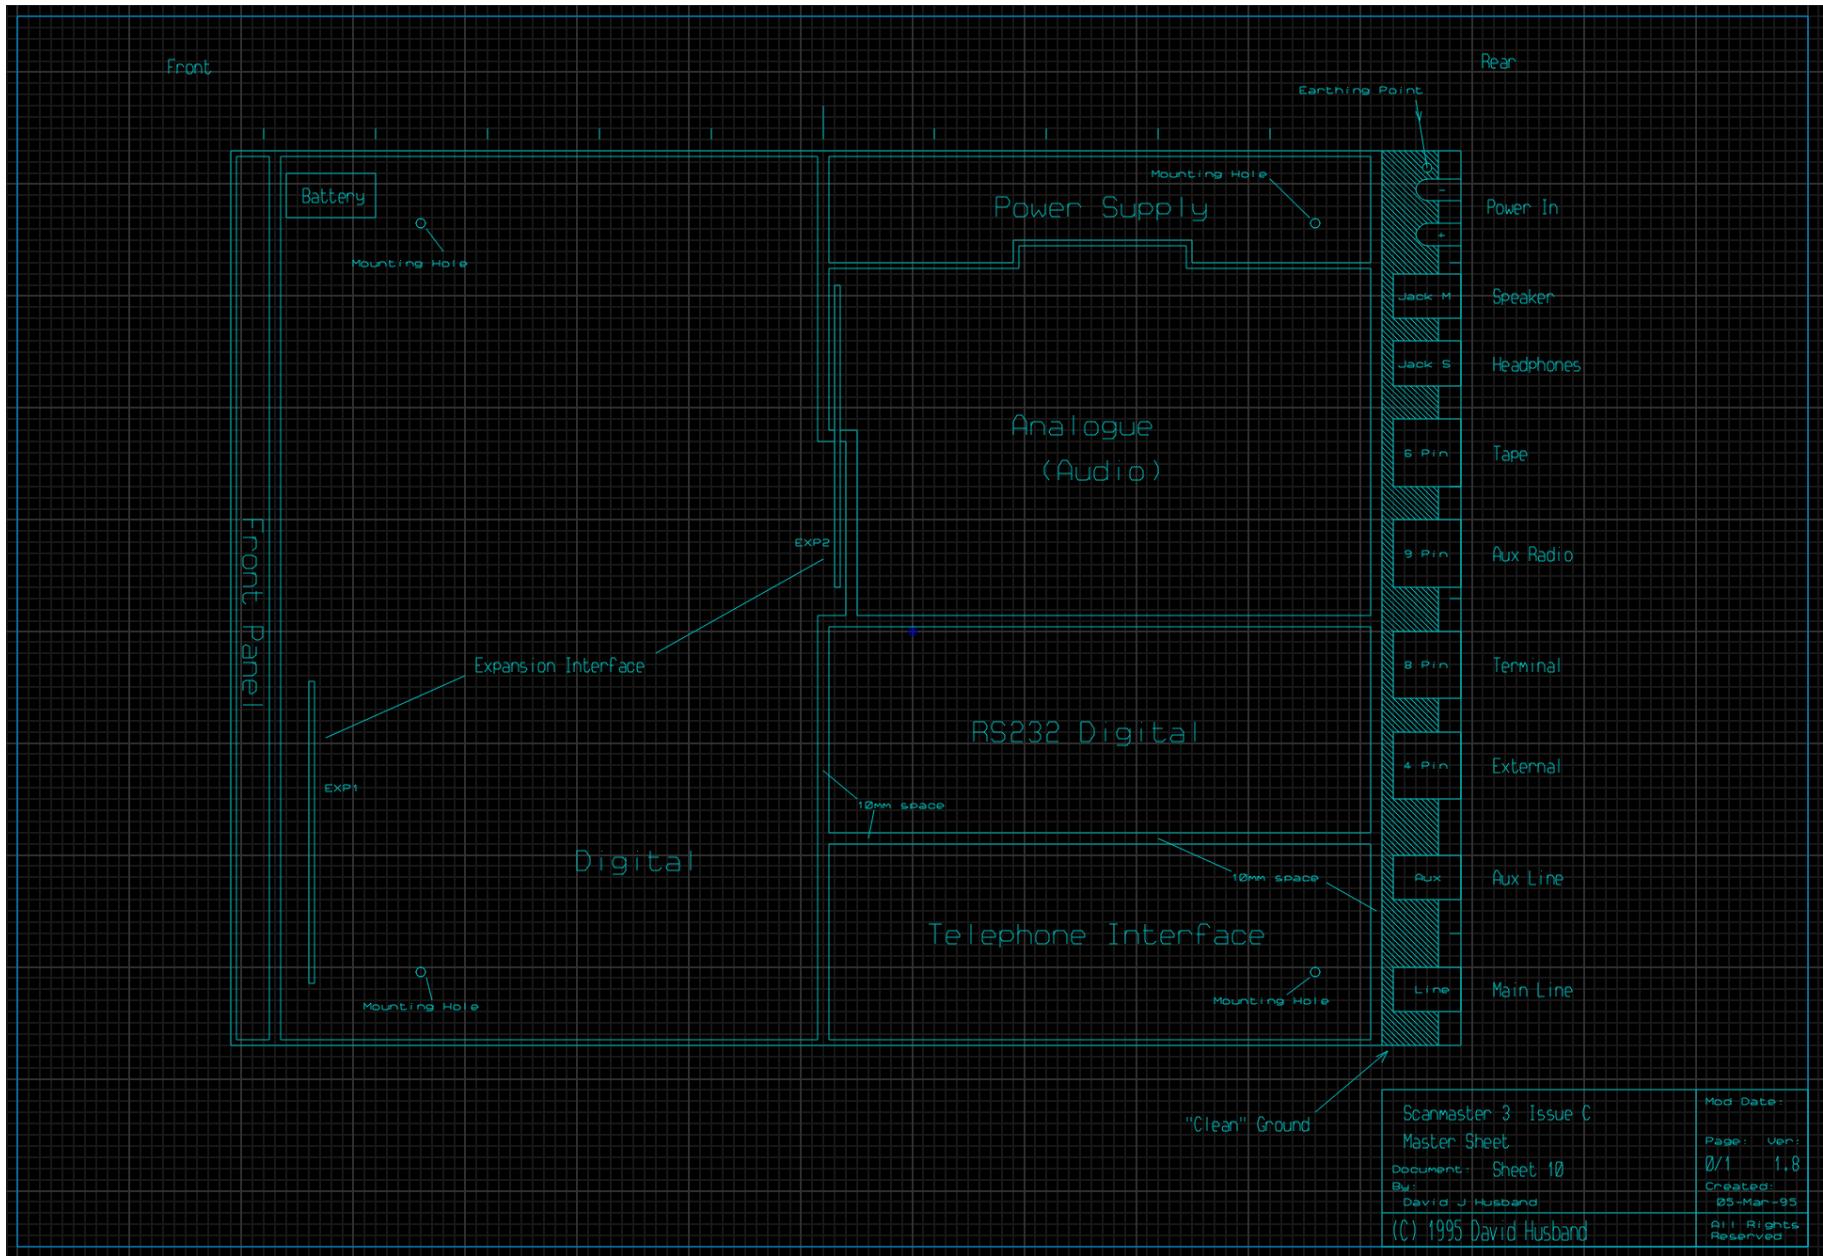 Front
Rear
Earthing Point
Mounting Hole
Battery
Power Supply
-
Power In
+
Mounting Hole
Jack M
Speaker
Jack S
Headphones
Analogue
(Audio)
6 Pin
Tape
Front Panel
EXP2
9 Pin
Aux Radio
Expansion Interface
8 Pin
Terminal
RS232 Digital
4 Pin
External
EXP1
10mm space
Digital
10mm space
Aux
Aux Line
Telephone Interface
Mounting Hole
Mounting Hole
Line
Main Line
"Clean" Ground
Scanmaster 3 Issue C
Master Sheet
Document: Sheet 10
By:
David J Husband
(C) 1995 David Husband
Mod Date:
Page: Ver:
0/1 1.8
Created:
05-Mar-95
All Rights
Reserved